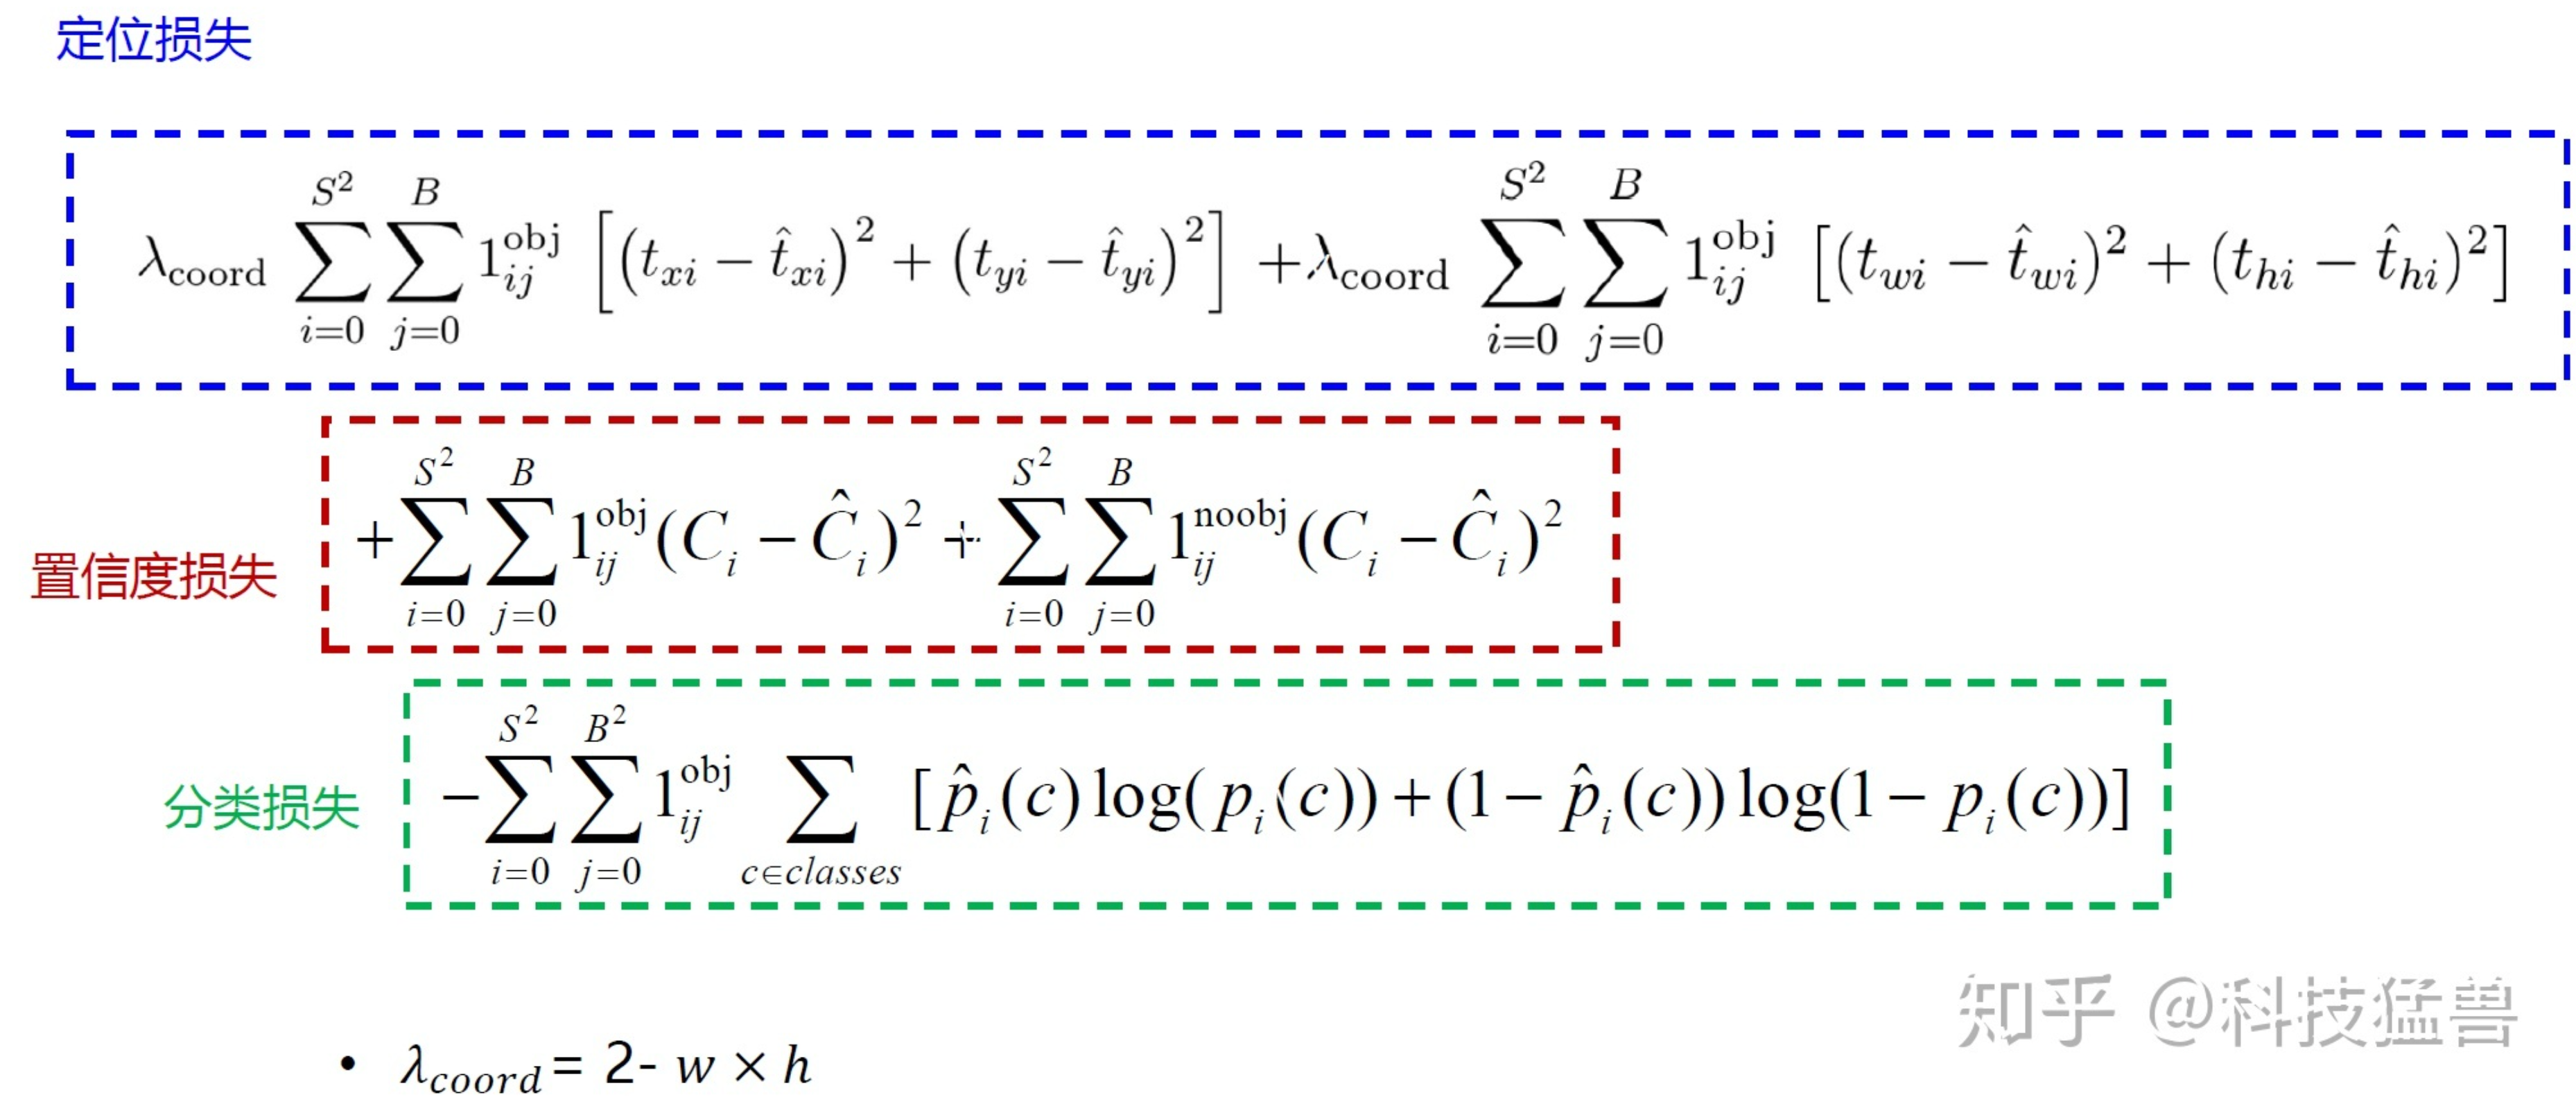 定位损失
$\lambda_{\text{coord}} \sum_{i=0}^{S^2} \sum_{j=0}^{B} 1_{ij}^{\text{obj}} \left[ (t_{xi} - \hat{t}_{xi})^2 + (t_{yi} - \hat{t}_{yi})^2 \right] + \lambda_{\text{coord}} \sum_{i=0}^{S^2} \sum_{j=0}^{B} 1_{ij}^{\text{obj}} \left[ (t_{wi} - \hat{t}_{wi})^2 + (t_{hi} - \hat{t}_{hi})^2 \right]$
置信度损失
$+ \sum_{i=0}^{S^2} \sum_{j=0}^{B} 1_{ij}^{\text{obj}} (C_i - \hat{C}_i)^2 + \sum_{i=0}^{S^2} \sum_{j=0}^{B} 1_{ij}^{\text{noobj}} (C_i - \hat{C}_i)^2$
分类损失
$- \sum_{i=0}^{S^2} \sum_{j=0}^{B^2} 1_{ij}^{\text{obj}} \sum_{c \in classes} [\hat{p}_i(c) \log(p_i(c)) + (1 - \hat{p}_i(c)) \log(1 - p_i(c))]$
• $\lambda_{coord} = 2 - w \times h$
知乎 @科技猛兽